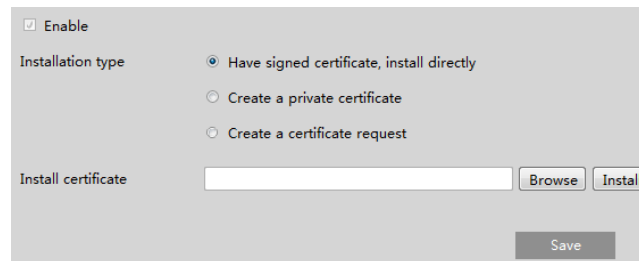 Enable
Installation type
Have signed certificate, install directly
Create a private certificate
Create a certificate request
Install certificate
Browse
Instal
Save